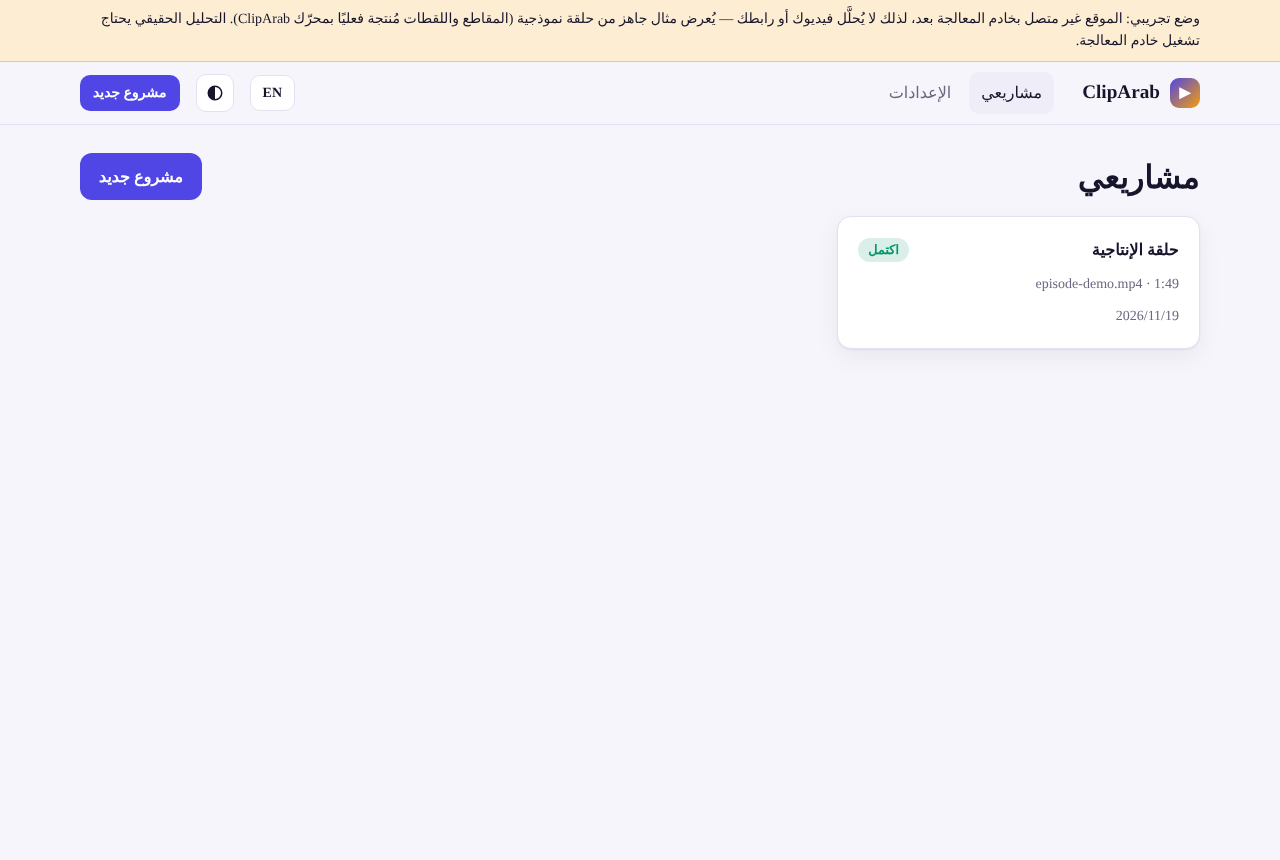 وضع تجريبي: الموقع غير متصل بخادم المعالجة بعد، لذلك لا يُحلَّل فيديوك أو رابطك — يُعرض مثال جاهز من حلقة نموذجية (المقاطع واللقطات مُنتجة فعليًا بمحرّك ClipArab). التحليل الحقيقي يحتاج
تشغيل خادم المعالجة.
ClipArab مشاريعي الإعدادات EN مشروع جديد
مشاريعي مشروع جديد
حلقة الإنتاجية اكتمل
episode-demo.mp4 · 1:49
2026/11/19